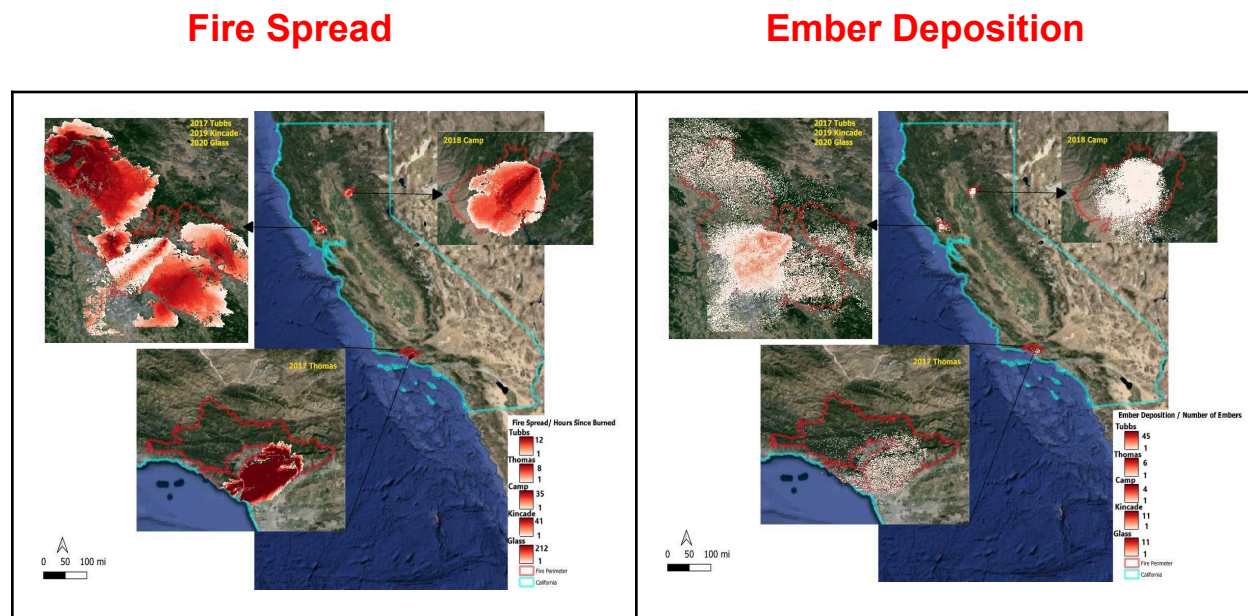 Fire Spread
Ember Deposition
2017 Tubbs
2019 Kincade
2020 Glass
2018 Camp
2017 Thomas
Fire Spread/ Hours Since Burned
Tubbs
12
1
Thomas
8
1
Camp
35
1
Kincade
41
1
Glass
212
1
Fire Perimeter
California
0 50 100 mi
2017 Tubbs
2019 Kincade
2020 Glass
2018 Camp
2017 Thomas
Ember Deposition / Number of Embers
Tubbs
45
1
Thomas
6
1
Camp
4
1
Kincade
11
1
Glass
11
1
Fire Perimeter
California
0 50 100 mi